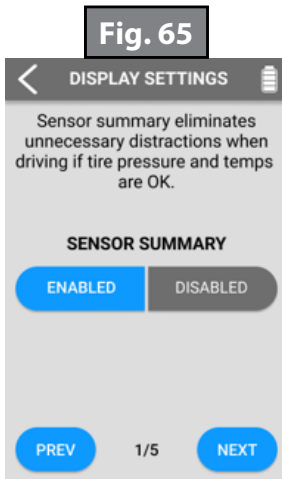 Fig. 65
DISPLAY SETTINGS
Sensor summary eliminates
unnecessary distractions when
driving if tire pressure and temps
are OK.
SENSOR SUMMARY
ENABLED DISABLED
PREV 1/5 NEXT